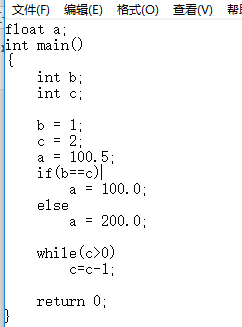 文件(F) 编辑(E) 格式(O) 查看(V) 帮
float a;
int main()
{
    int b;
    int c;

    b = 1;
    c = 2;
    a = 100.5;
    if(b==c)
        a = 100.0;
    else
        a = 200.0;

    while(c>0)
        c=c-1;

    return 0;
}